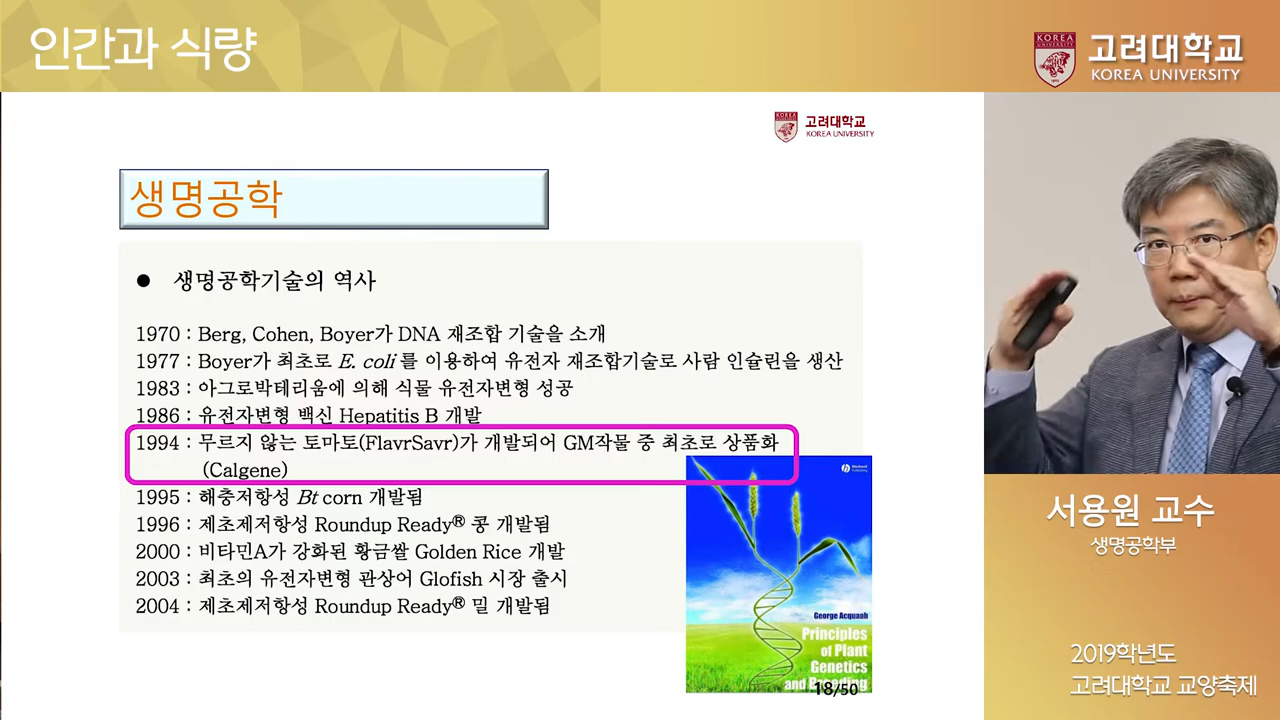 인간과 식량
KOREA
UNIVERSITY
고려대학교
KOREA UNIVERSITY
고려대학교
KOREA UNIVERSITY
생명공학
● 생명공학기술의 역사
1970 : Berg, Cohen, Boyer가 DNA 재조합 기술을 소개
1977 : Boyer가 최초로 E. coli 를 이용하여 유전자 재조합기술로 사람 인슐린을 생산
1983 : 아그로박테리움에 의해 식물 유전자변형 성공
1986 : 유전자변형 백신 Hepatitis B 개발
1994 : 무르지 않는 토마토(FlavrSavr)가 개발되어 GM작물 중 최초로 상품화
(Calgene)
1995 : 해충저항성 Bt corn 개발됨
1996 : 제초제저항성 Roundup Ready® 콩 개발됨
2000 : 비타민A가 강화된 황금쌀 Golden Rice 개발
2003 : 최초의 유전자변형 관상어 Glofish 시장 출시
2004 : 제초제저항성 Roundup Ready® 밀 개발됨
George Acquaah
Principles
of Plant
Genetics
and Breeding
18/50
서용원 교수
생명공학부
2019학년도
고려대학교 교양축제